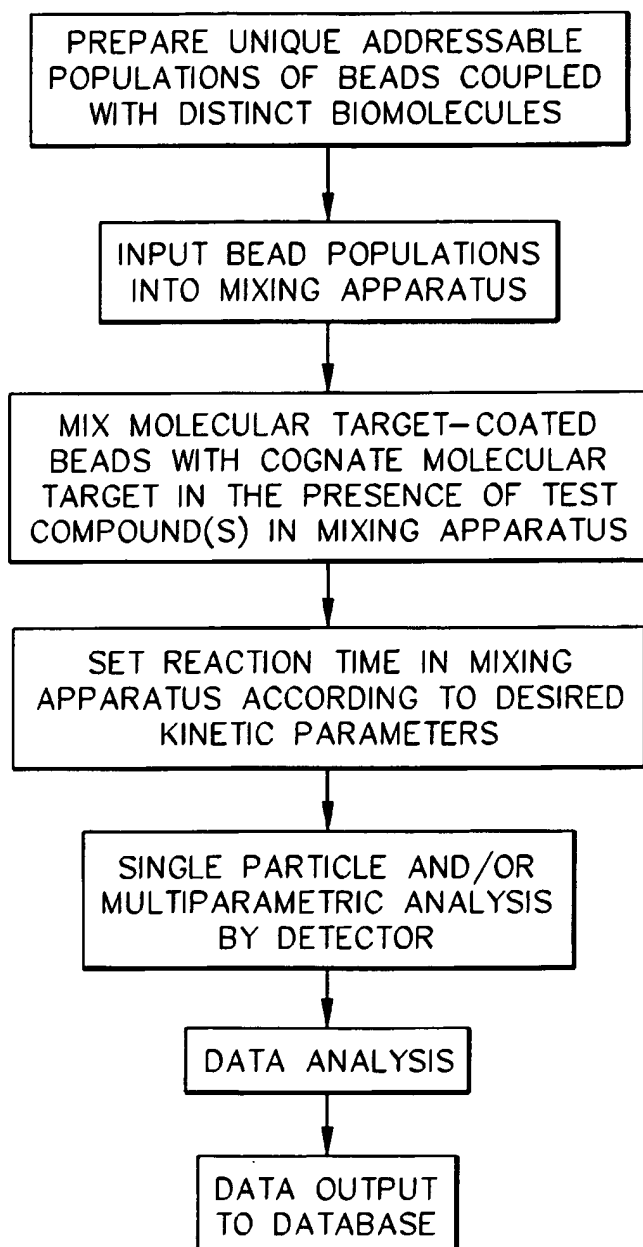 PREPARE UNIQUE ADDRESSABLE
POPULATIONS OF BEADS COUPLED
WITH DISTINCT BIOMOLECULES
INPUT BEAD POPULATIONS
INTO MIXING APPARATUS
MIX MOLECULAR TARGET-COATED
BEADS WITH COGNATE MOLECULAR
TARGET IN THE PRESENCE OF TEST
COMPOUND(S) IN MIXING APPARATUS
SET REACTION TIME IN MIXING
APPARATUS ACCORDING TO DESIRED
KINETIC PARAMETERS
SINGLE PARTICLE AND/OR
MULTIPARAMETRIC ANALYSIS
BY DETECTOR
DATA ANALYSIS
DATA OUTPUT
TO DATABASE